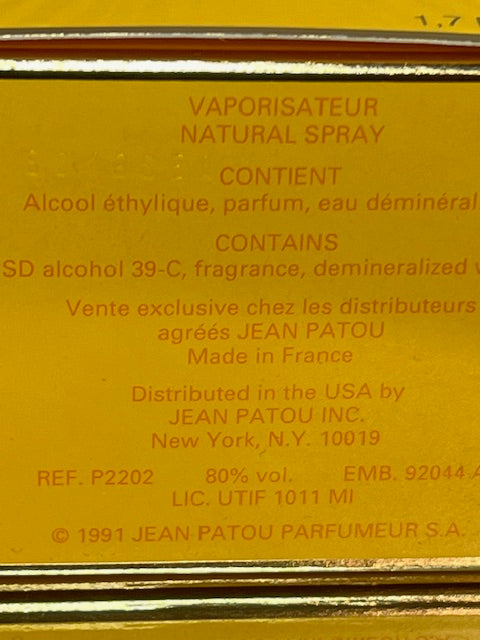 1.7
VAPORISATEUR
NATURAL SPRAY
CONTIENT
Alcool éthylique, parfum, eau déminéral
CONTAINS
SD alcohol 39-C, fragrance, demineralized
Vente exclusive chez les distributeurs
agréés JEAN PATOU
Made in France
Distributed in the USA by
JEAN PATOU INC.
New York, N.Y. 10019
REF. P2202 80% vol. EMB. 92044 A
LIC. UTIF 1011 MI
© 1991 JEAN PATOU PARFUMEUR S.A.